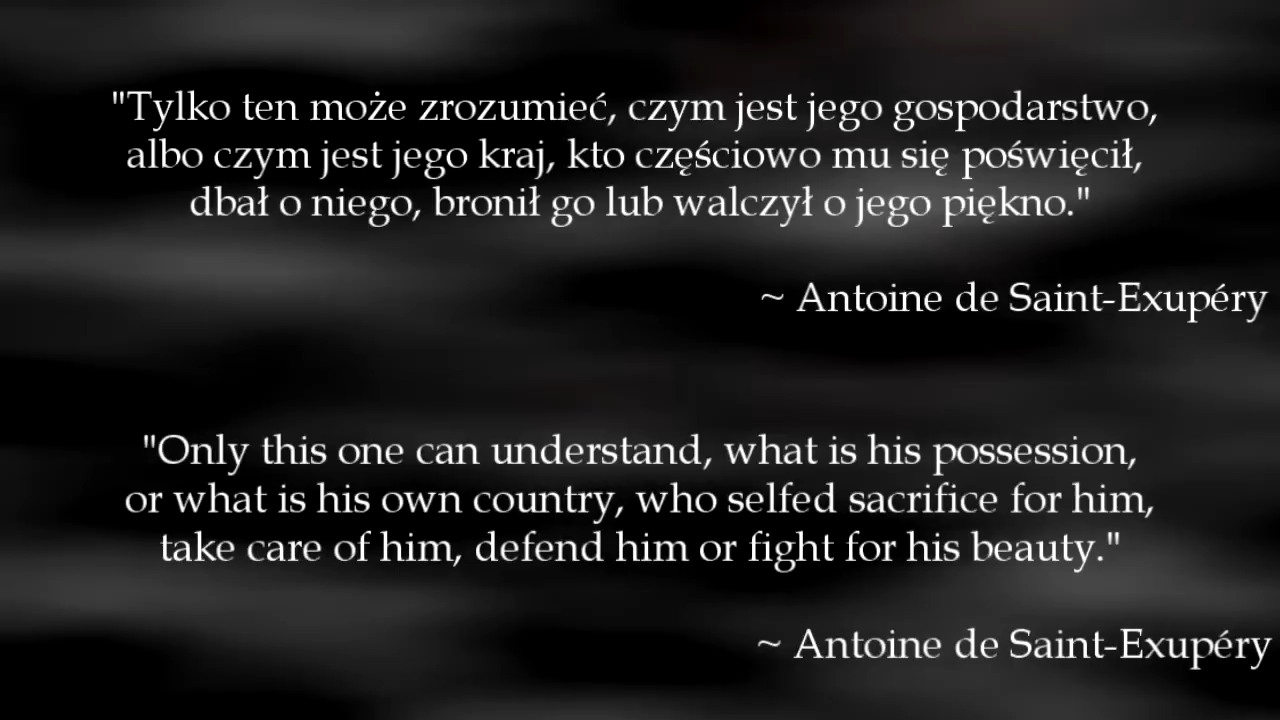 "Tylko ten może zrozumieć, czym jest jego gospodarstwo,
albo czym jest jego kraj, kto częściowo mu się poświęcił,
dbał o niego, bronił go lub walczył o jego piękno."
~ Antoine de Saint-Exupéry
"Only this one can understand, what is his possession,
or what is his own country, who selfed sacrifice for him,
take care of him, defend him or fight for his beauty."
~ Antoine de Saint-Exupéry